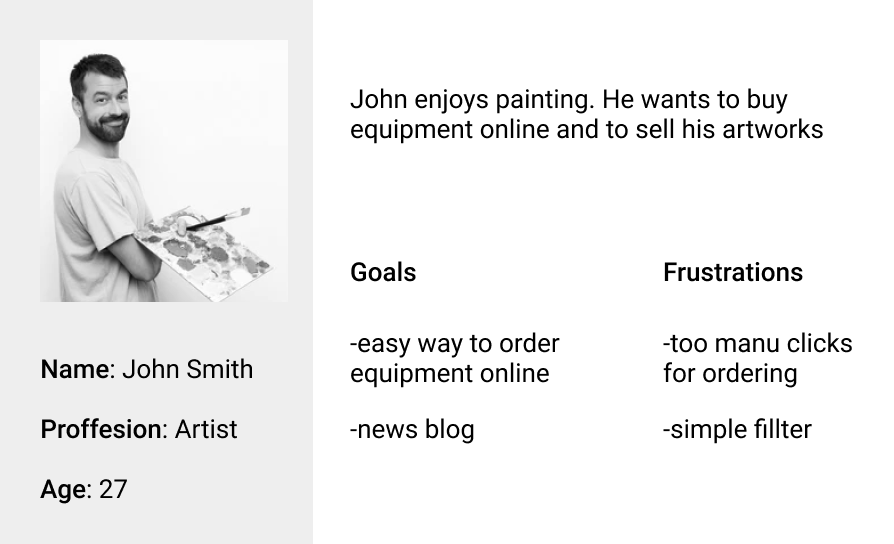 John enjoys painting. He wants to buy
equipment online and to sell his artworks
Goals
-easy way to order
equipment online
-news blog
Frustrations
-too manu clicks
for ordering
-simple fillter
Name: John Smith
Proffesion: Artist
Age: 27